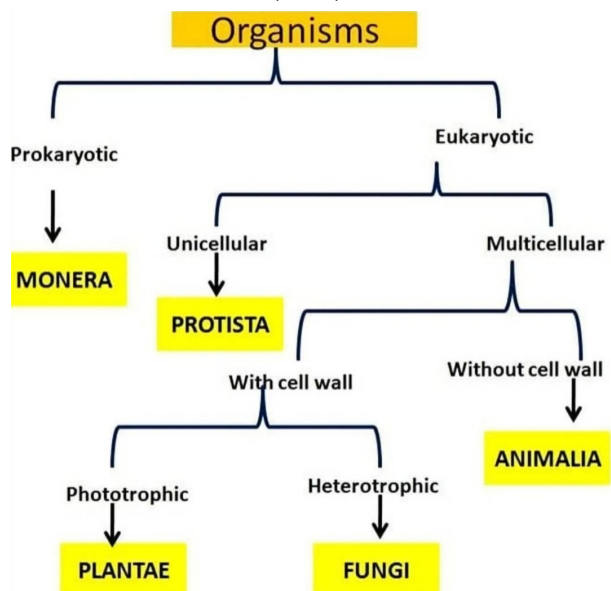 Organisms
Eukaryotic
Prokaryotic
Unicellular
Multicellular
MONERA
PROTISTA
Without cell wall
With cell wall
ANIMALIA
Phototrophic
Heterotrophic
PLANTAE
FUNGI